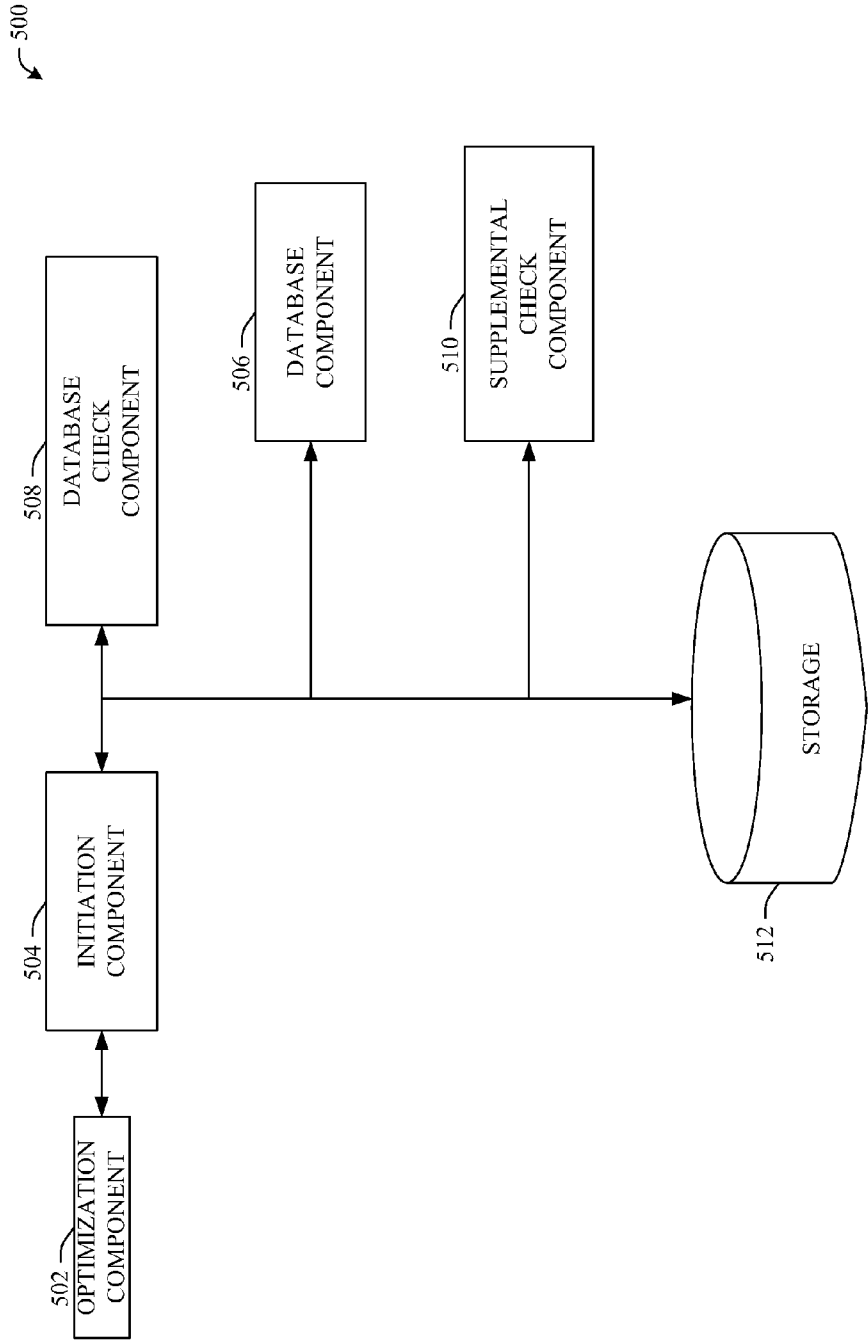 500
502
OPTIMIZATION
COMPONENT
504
INITIATION
COMPONENT
508
DATABASE
CHECK
COMPONENT
506
DATABASE
COMPONENT
510
SUPPLEMENTAL
CHECK
COMPONENT
512
STORAGE